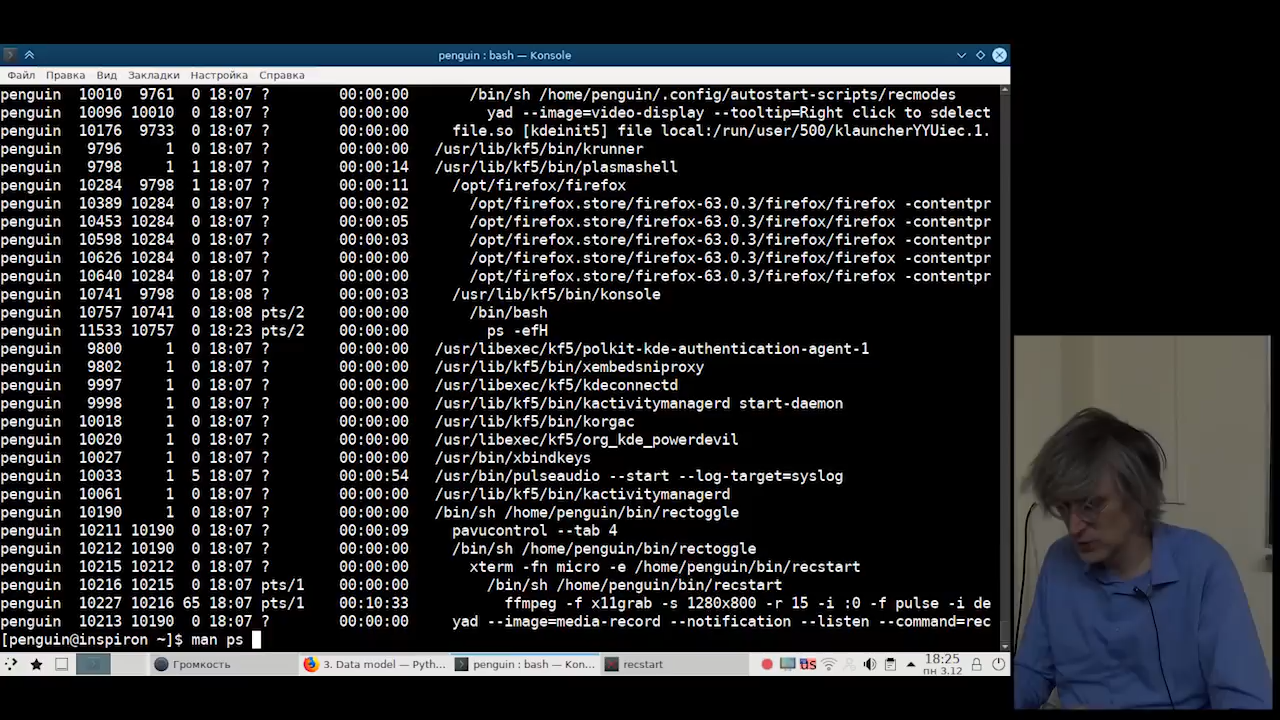 penguin : bash — Konsole
Файл Правка Вид Закладки Настройка Справка
penguin 10010 9761 0 18:07 ? 00:00:00 /bin/sh /home/penguin/.config/autostart-scripts/recmodes
penguin 10096 10010 0 18:07 ? 00:00:00 yad --image=video-display --tooltip=Right click to sdelect
penguin 10176 9733 0 18:07 ? 00:00:00 file.so [kdeinit5] file local:/run/user/500/klauncherYYUiec.1.
penguin 9796 1 0 18:07 ? 00:00:00 /usr/lib/kf5/bin/krunner
penguin 9798 1 1 18:07 ? 00:00:14 /usr/lib/kf5/bin/plasmashell
penguin 10284 9798 1 18:07 ? 00:00:11 /opt/firefox/firefox
penguin 10389 10284 0 18:07 ? 00:00:02 /opt/firefox.store/firefox-63.0.3/firefox/firefox -contentpr
penguin 10453 10284 0 18:07 ? 00:00:05 /opt/firefox.store/firefox-63.0.3/firefox/firefox -contentpr
penguin 10598 10284 0 18:07 ? 00:00:03 /opt/firefox.store/firefox-63.0.3/firefox/firefox -contentpr
penguin 10626 10284 0 18:07 ? 00:00:00 /opt/firefox.store/firefox-63.0.3/firefox/firefox -contentpr
penguin 10640 10284 0 18:07 ? 00:00:00 /opt/firefox.store/firefox-63.0.3/firefox/firefox -contentpr
penguin 10741 9798 0 18:08 ? 00:00:03 /usr/lib/kf5/bin/konsole
penguin 10757 10741 0 18:08 pts/2 00:00:00 /bin/bash
penguin 11533 10757 0 18:23 pts/2 00:00:00 ps -efH
penguin 9800 1 0 18:07 ? 00:00:00 /usr/libexec/kf5/polkit-kde-authentication-agent-1
penguin 9802 1 0 18:07 ? 00:00:00 /usr/lib/kf5/bin/xembedsniproxy
penguin 9997 1 0 18:07 ? 00:00:00 /usr/libexec/kf5/kdeconnectd
penguin 9998 1 0 18:07 ? 00:00:00 /usr/lib/kf5/bin/kactivitymanagerd start-daemon
penguin 10018 1 0 18:07 ? 00:00:00 /usr/lib/kf5/bin/korgac
penguin 10020 1 0 18:07 ? 00:00:00 /usr/libexec/kf5/org_kde_powerdevil
penguin 10027 1 0 18:07 ? 00:00:00 /usr/bin/xbindkeys
penguin 10033 1 5 18:07 ? 00:00:54 /usr/bin/pulseaudio --start --log-target=syslog
penguin 10061 1 0 18:07 ? 00:00:00 /usr/lib/kf5/bin/kactivitymanagerd
penguin 10190 1 0 18:07 ? 00:00:00 /bin/sh /home/penguin/bin/rectoggle
penguin 10211 10190 0 18:07 ? 00:00:09 pavucontrol --tab 4
penguin 10212 10190 0 18:07 ? 00:00:00 /bin/sh /home/penguin/bin/rectoggle
penguin 10215 10212 0 18:07 ? 00:00:00 xterm -fn micro -e /home/penguin/bin/recstart
penguin 10216 10215 0 18:07 pts/1 00:00:00 /bin/sh /home/penguin/bin/recstart
penguin 10227 10216 65 18:07 pts/1 00:10:33 ffmpeg -f x11grab -s 1280x800 -r 15 -i :0 -f pulse -i de
penguin 10213 10190 0 18:07 ? 00:00:00 yad --image=media-record --notification --listen --command=rec
[penguin@inspiron ~]$ man ps
Громкость 3. Data model — Pyth... penguin : bash — Kon... recstart us 18:25
пн 3.12